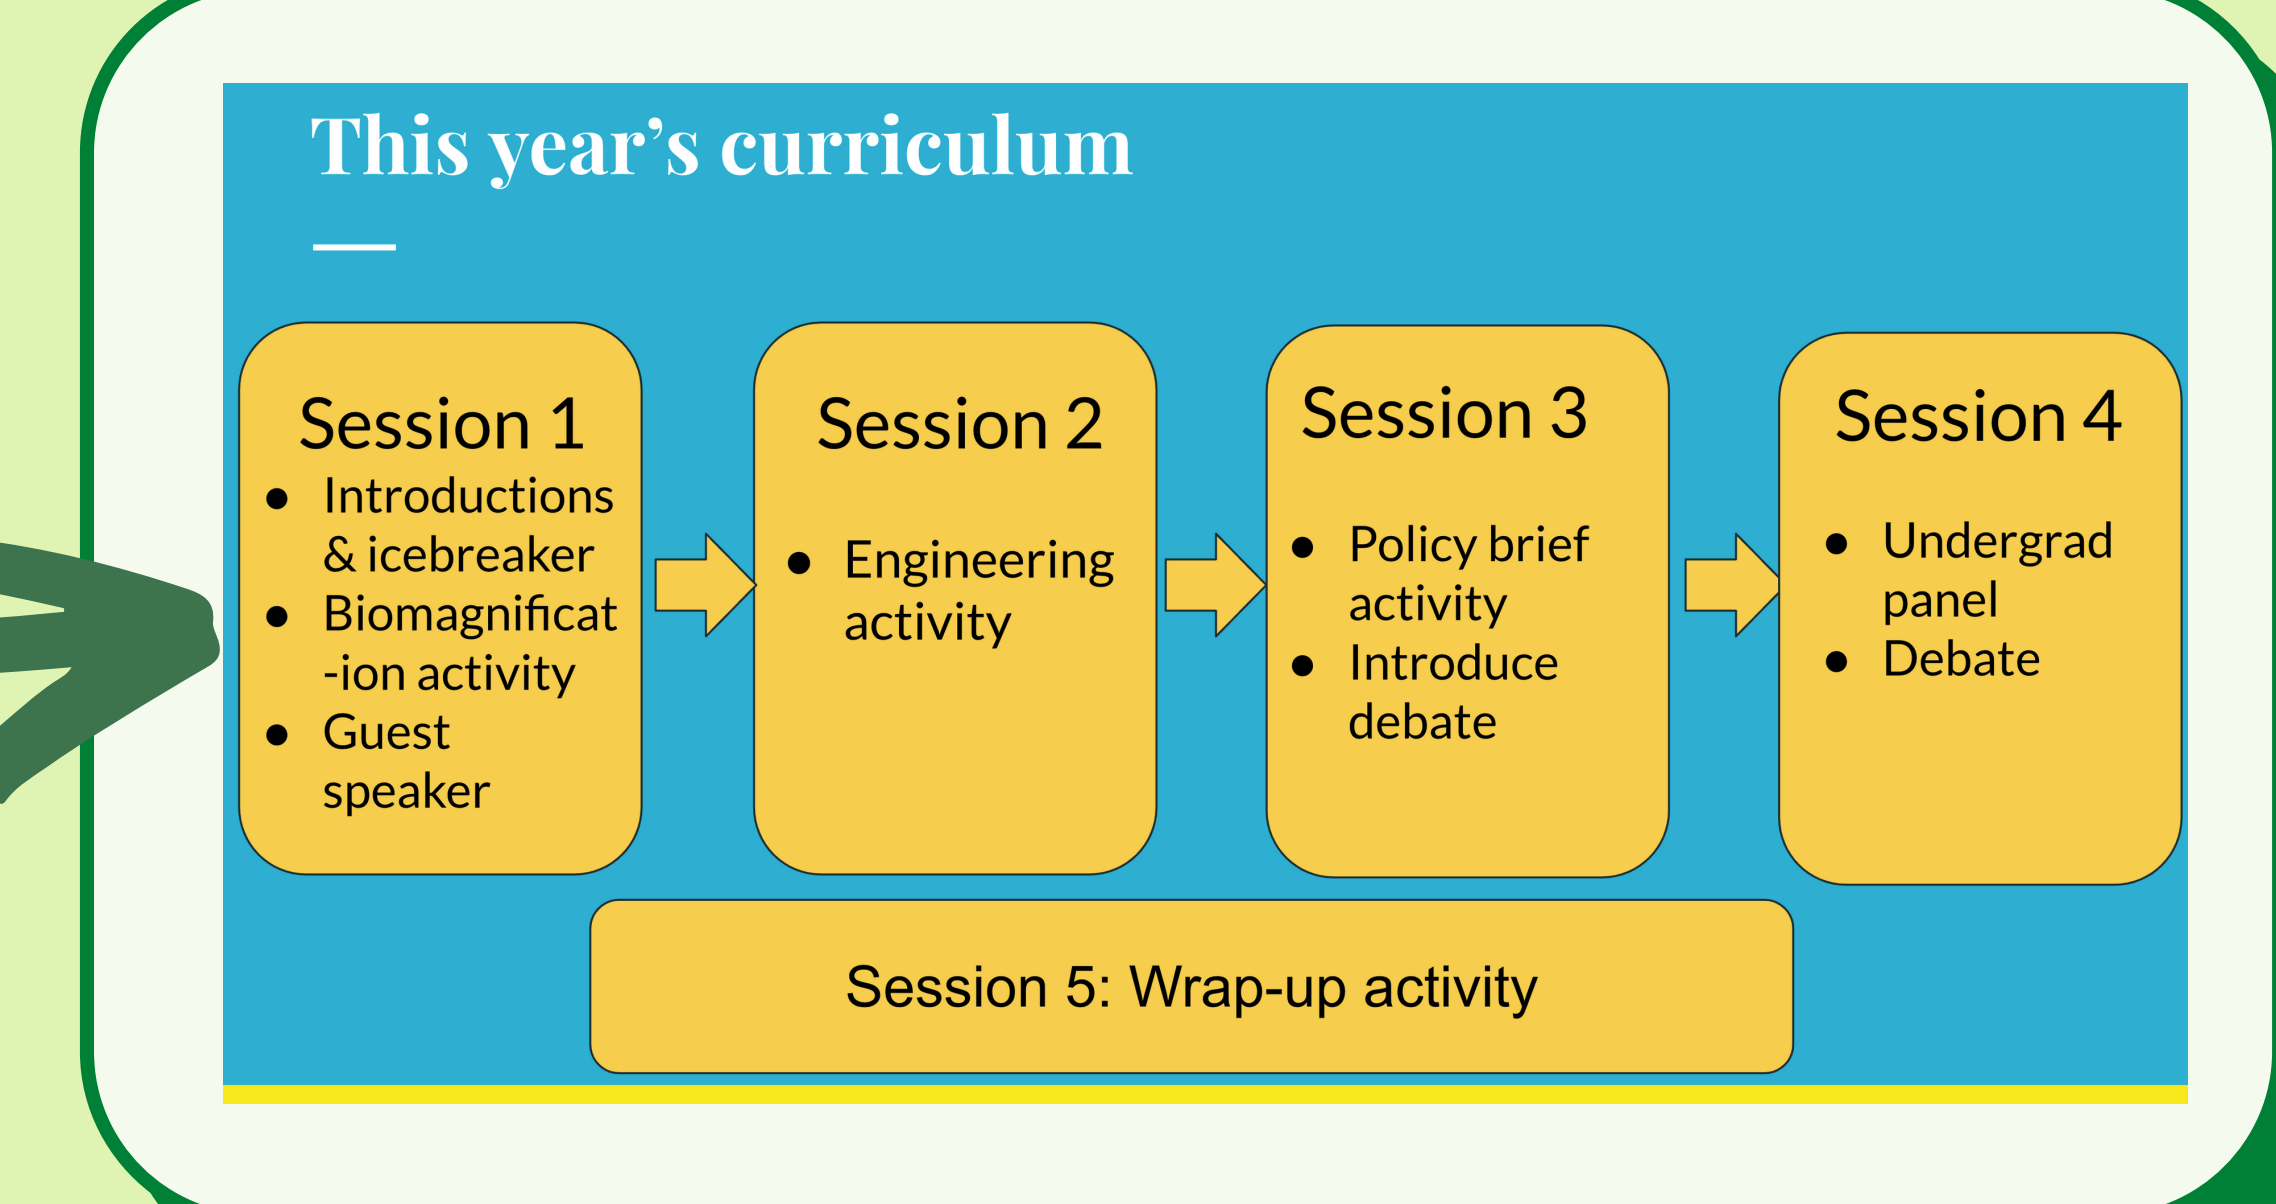 This year’s curriculum
Session 1
● Introductions
& icebreaker
● Biomagnificat
-ion activity
● Guest
speaker
Session 2
● Engineering
activity
Session 3
● Policy brief
activity
● Introduce
debate
Session 4
● Undergrad
panel
● Debate
Session 5: Wrap-up activity